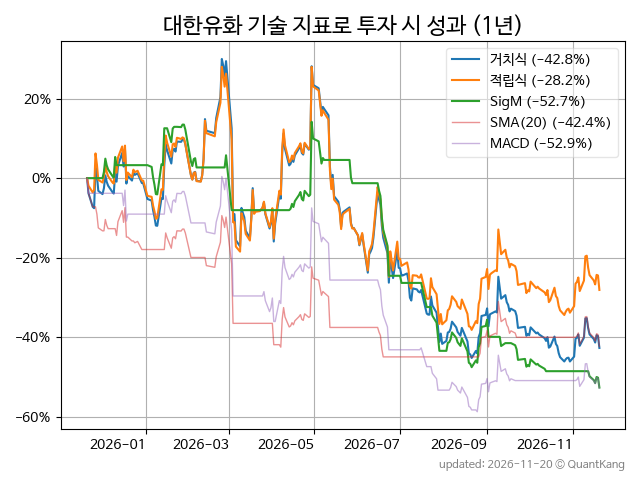 대한유화 기술 지표로 투자 시 성과 (1년)
거치식 (−42.8%)
적립식 (−28.2%)
SigM (−52.7%)
SMA(20) (−42.4%)
MACD (−52.9%)
20%
0%
−20%
−40%
−60%
2026-01 2026-03 2026-05 2026-07 2026-09 2026-11
updated: 2026-11-20 © QuantKang